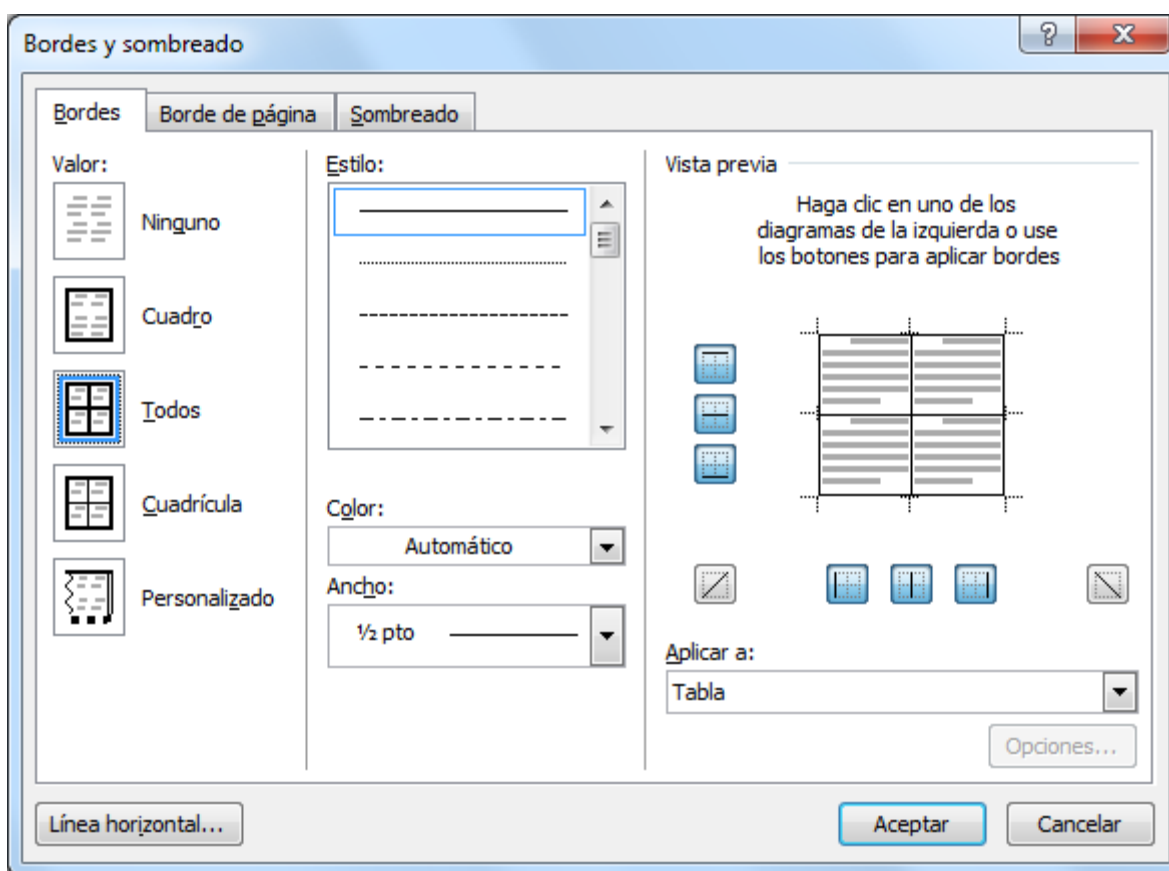 Bordes y sombreado
Bordes
Borde de página
Sombreado
Valor:
Ninguno
Cuadro
Todos
Cuadrícula
Personalizado
Estilo:
Color:
Automático
Ancho:
½ pto
Vista previa
Haga clic en uno de los
diagramas de la izquierda o use
los botones para aplicar bordes
Aplicar a:
Tabla
Opciones...
Línea horizontal...
Aceptar
Cancelar